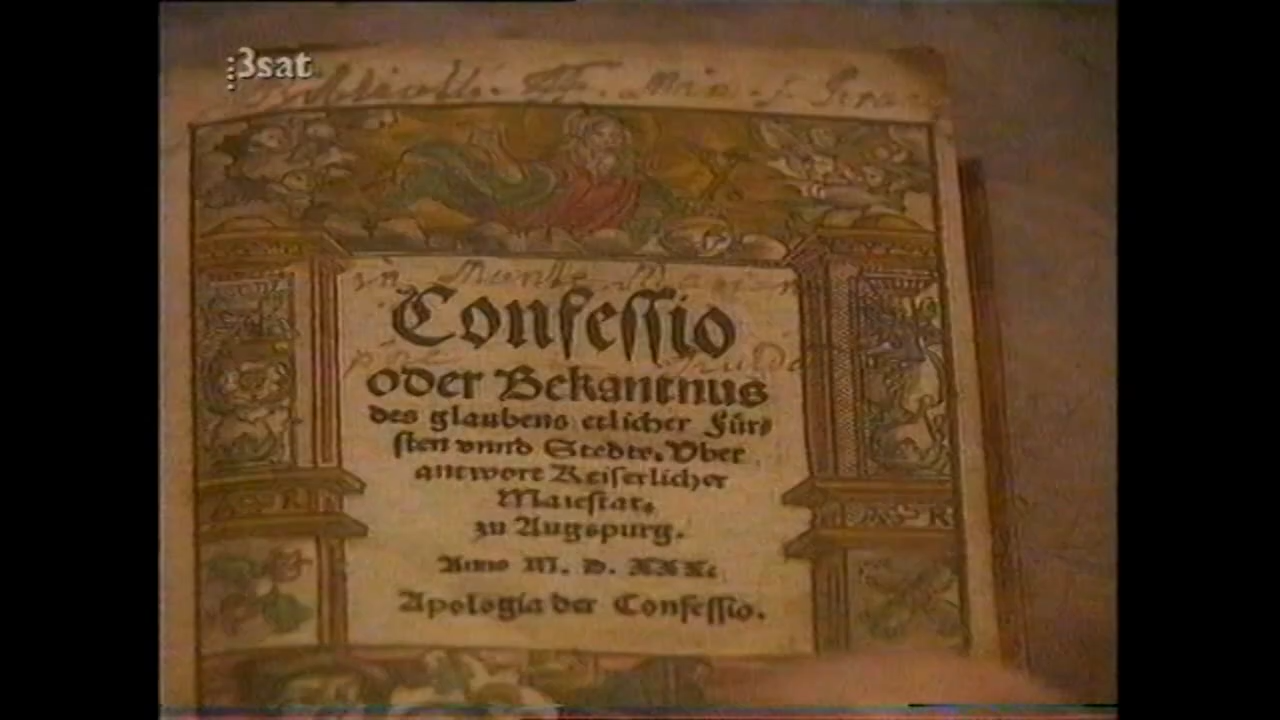 3sat
Confessio
oder Bekantnus
des glaubens etlicher Fürs
sten vnnd Stedte. Vber
antwort Keiserlicher
Maiestat,
zu Augspurg.
Anno M. D. XXX.
Apologia der Confessio.